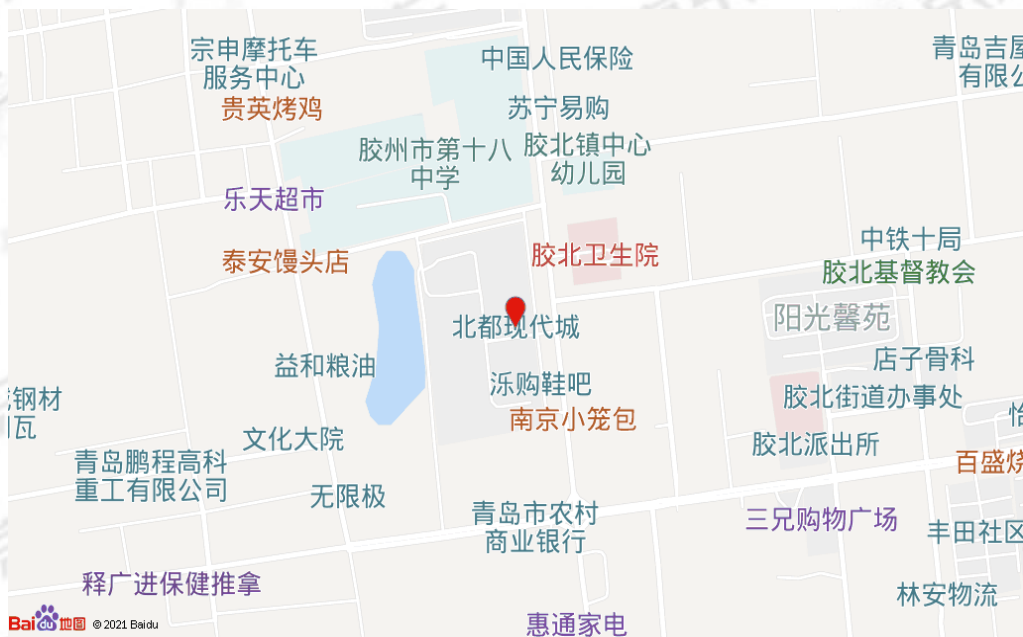 宗申摩托车
服务中心
中国人民保险
青岛吉屋
有限公
贵英烤鸡
苏宁易购
胶州市第十八
中学
胶北镇中心
幼儿园
乐天超市
泰安馒头店
胶北卫生院
中铁十局
胶北基督教会
北都现代城
阳光馨苑
益和粮油
店子骨科
泺购鞋吧
胶北街道办事处
钢材
瓦
南京小笼包
文化大院
胶北派出所
青岛鹏程高科
重工有限公司
百盛烧
无限极
青岛市农村
商业银行
三兄购物广场
丰田社区
释广进保健推拿
林安物流
惠通家电
Bai du 地图 © 2021 Baidu